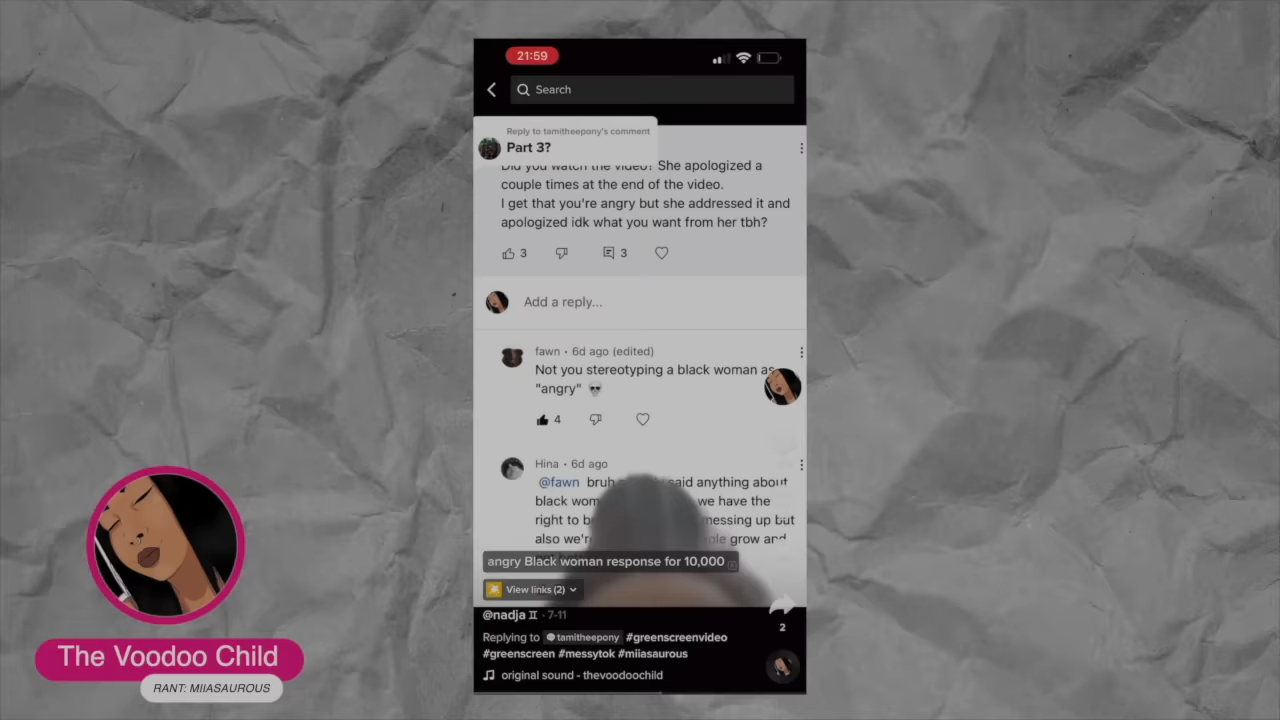 21:59
Search
Reply to tamitheepony's comment
Part 3?
Did you watch the video? She apologized a
couple times at the end of the video.
I get that you're angry but she addressed it and
apologized idk what you want from her tbh?
3
3
Add a reply...
fawn • 6d ago (edited)
Not you stereotyping a black woman as
"angry" 💀
4
Hina • 6d ago
@fawn bruh said anything about
black we have the
right to messing up but
also we're grow and
angry Black woman response for 10,000
View links (2)
@nadja ♊ · 7-11
2
Replying to tamitheepony #greenscreenvideo
#greenscreen #messytok #miiasaurous
original sound - thevoodoochild
The Voodoo Child
RANT: MIIASAUROUS